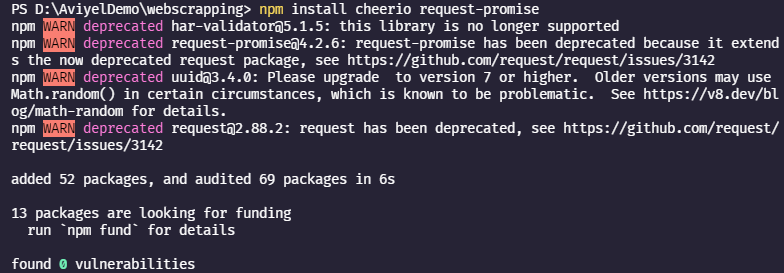 PS D:\AviyelDemo\webscrapping> npm install cheerio request-promise
npm WARN deprecated har-validator@5.1.5: this library is no longer supported
npm WARN deprecated request-promise@4.2.6: request-promise has been deprecated because it extend
s the now deprecated request package, see https://github.com/request/request/issues/3142
npm WARN deprecated uuid@3.4.0: Please upgrade  to version 7 or higher.  Older versions may use
Math.random() in certain circumstances, which is known to be problematic.  See https://v8.dev/bl
og/math-random for details.
npm WARN deprecated request@2.88.2: request has been deprecated, see https://github.com/request/
request/issues/3142
added 52 packages, and audited 69 packages in 6s
13 packages are looking for funding
  run `npm fund` for details
found 0 vulnerabilities